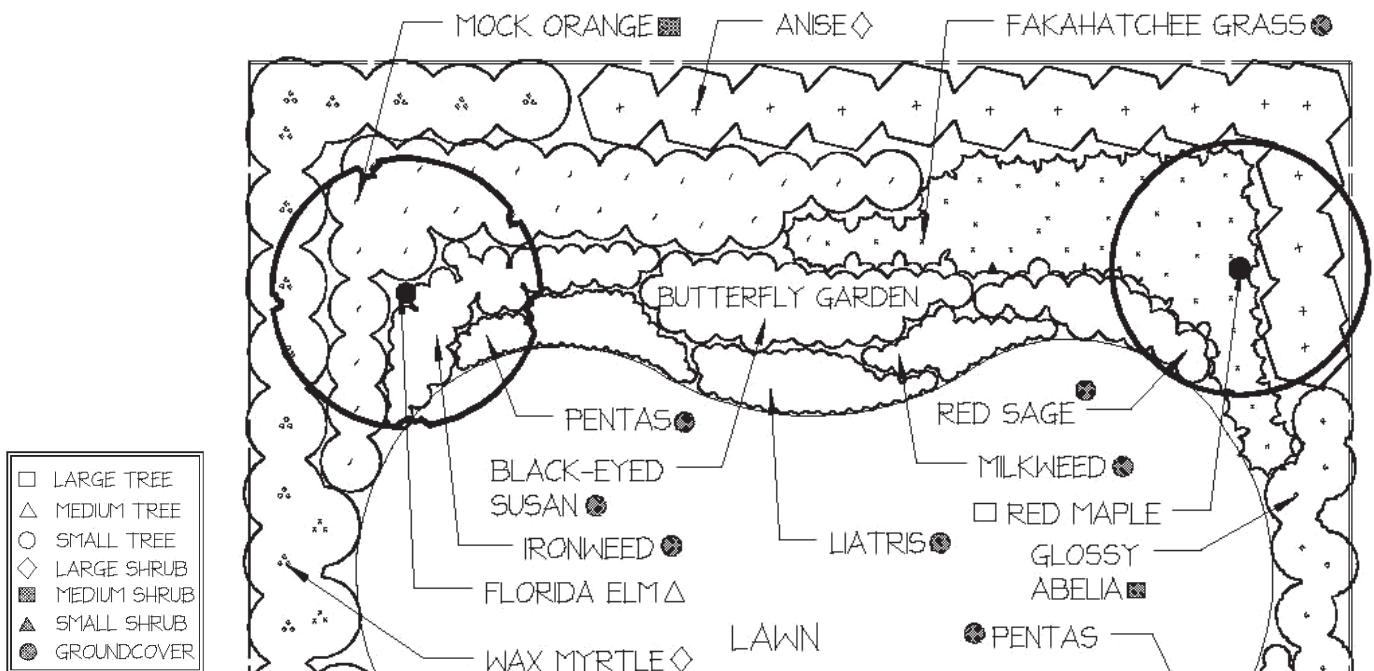 MOCK ORANGE
ANISE
FAKAHATCHEE GRASS
BUTTERFLY GARDEN
PENTAS
RED SAGE
BLACK-EYED
SUSAN
MILKWEED
RED MAPLE
IRONWEED
LIATRIS
GLOSSY
ABELIA
FLORIDA ELM
LAWN
PENTAS
WAX MYRTLE
LARGE TREE
MEDIUM TREE
SMALL TREE
LARGE SHRUB
MEDIUM SHRUB
SMALL SHRUB
GROUNDCOVER